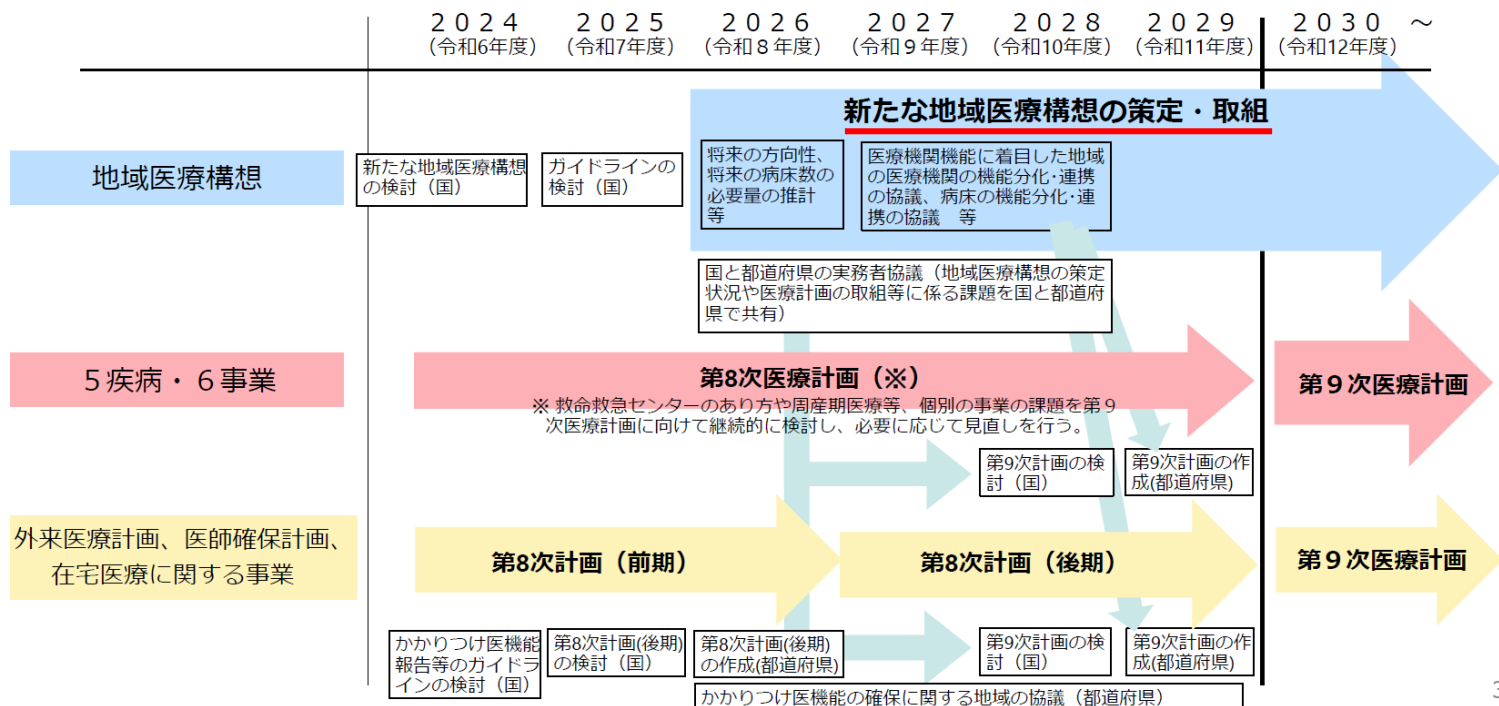 ２０２４
２０２５
２０２６
２０２７
２０２８
２０２９
２０３０　～
（令和6年度）
（令和7年度）
（令和８年度）
（令和９年度）
（令和10年度）
（令和11年度）
（令和12年度）
新たな地域医療構想の策定・取組
地域医療構想
新たな地域医療構想
の検討（国）
ガイドラインの
検討（国）
将来の方向性、
将来の病床数の
必要量の推計
等
医療機関機能に着目した地域
の医療機関の機能分化･連携
の協議、病床の機能分化･連
携の協議　等
国と都道府県の実務者協議（地域医療構想の策定
状況や医療計画の取組等に係る課題を国と都道府
県で共有）
５疾病・６事業
第8次医療計画（※）
※ 救命救急センターのあり方や周産期医療等、個別の事業の課題を第９
次医療計画に向けて継続的に検討し、必要に応じて見直しを行う。
第９次医療計画
第9次計画の検
討（国）
第9次計画の作
成(都道府県)
外来医療計画、医師確保計画、
在宅医療に関する事業
第8次計画（前期）
第8次計画（後期）
第９次医療計画
かかりつけ医機能
報告等のガイドラ
インの検討（国）
第8次計画(後期)
の検討（国）
第8次計画(後期)
の作成(都道府県)
第9次計画の検
討（国）
第9次計画の作
成(都道府県)
かかりつけ医機能の確保に関する地域の協議（都道府県）
3